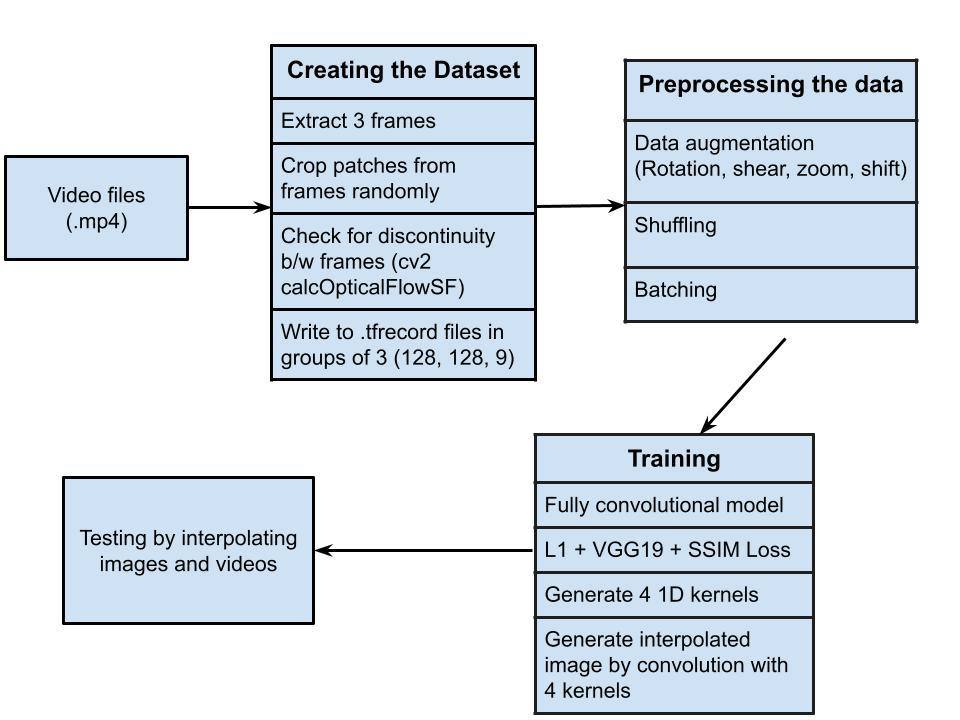 Video files
(.mp4)
Creating the Dataset
Extract 3 frames
Crop patches from
frames randomly
Check for discontinuity
b/w frames (cv2
calcOpticalFlowSF)
Write to .tfrecord files in
groups of 3 (128, 128, 9)
Preprocessing the data
Data augmentation
(Rotation, shear, zoom, shift)
Shuffling
Batching
Training
Fully convolutional model
L1 + VGG19 + SSIM Loss
Generate 4 1D kernels
Generate interpolated
image by convolution with
4 kernels
Testing by interpolating
images and videos